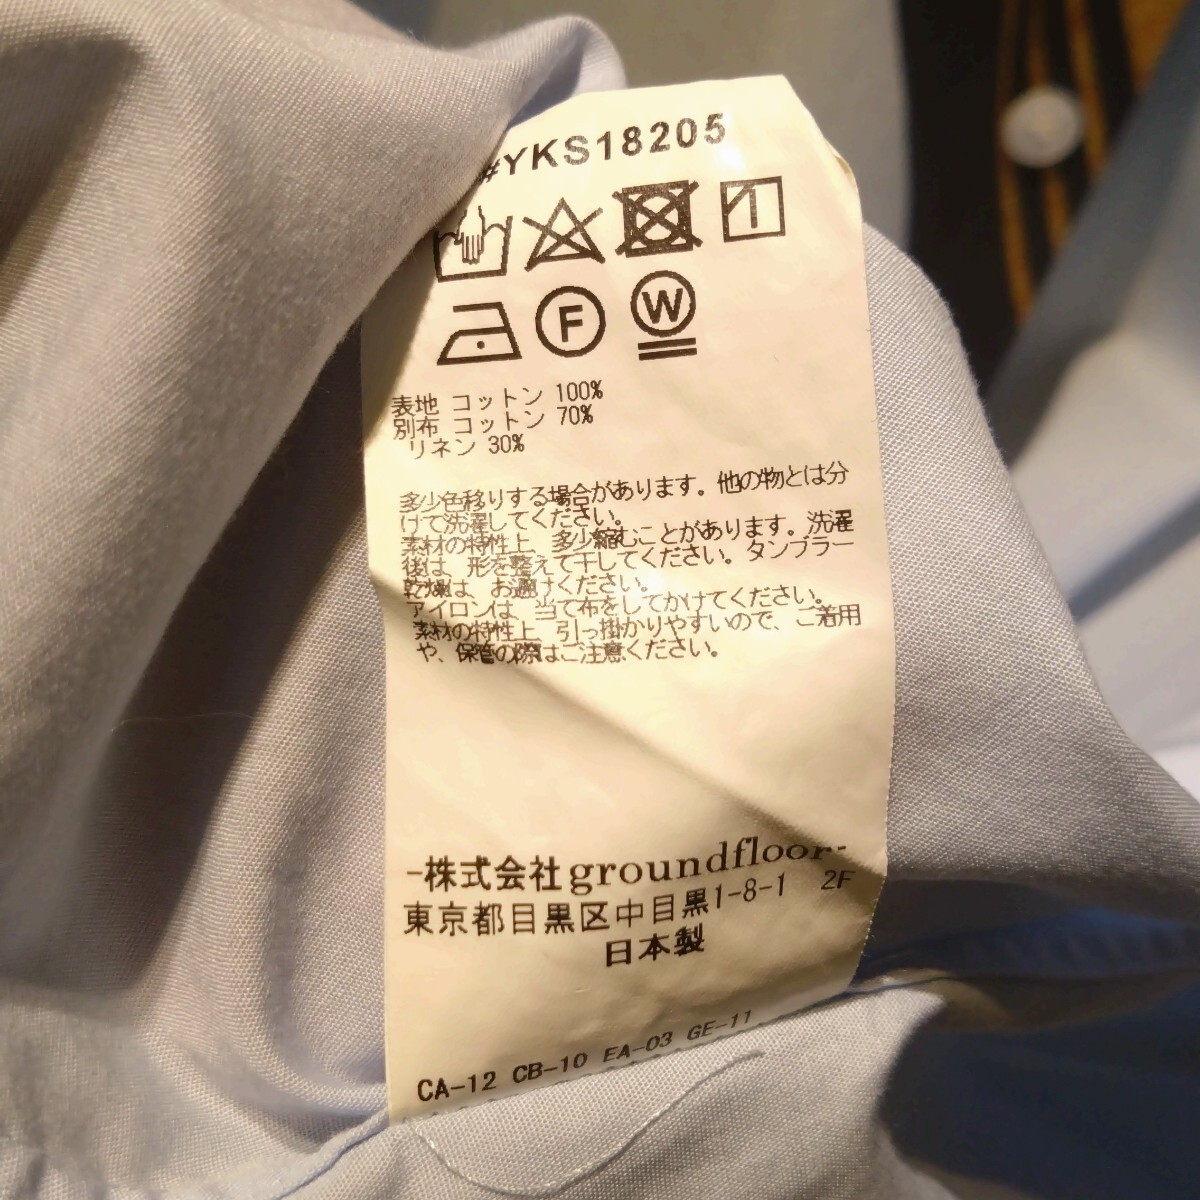 #YKS18205
F W
表地 コットン 100%
別布 コットン 70%
リネン 30%
多少色移りする場合があります。他の物とは分
けて洗濯してください。
素材の特性上、多少縮むことがあります。洗濯
後は、形を整えて干してください。タンブラー
乾燥は、お避けください。
アイロンは、当て布をしてかけてください。
素材の特性上、引っ掛かりやすいので、ご着用
や、保管の際はご注意ください。
-株式会社groundfloor-
東京都目黒区中目黒1-8-1 2F
日本製
CA-12 CB-10 EA-03 GE-11